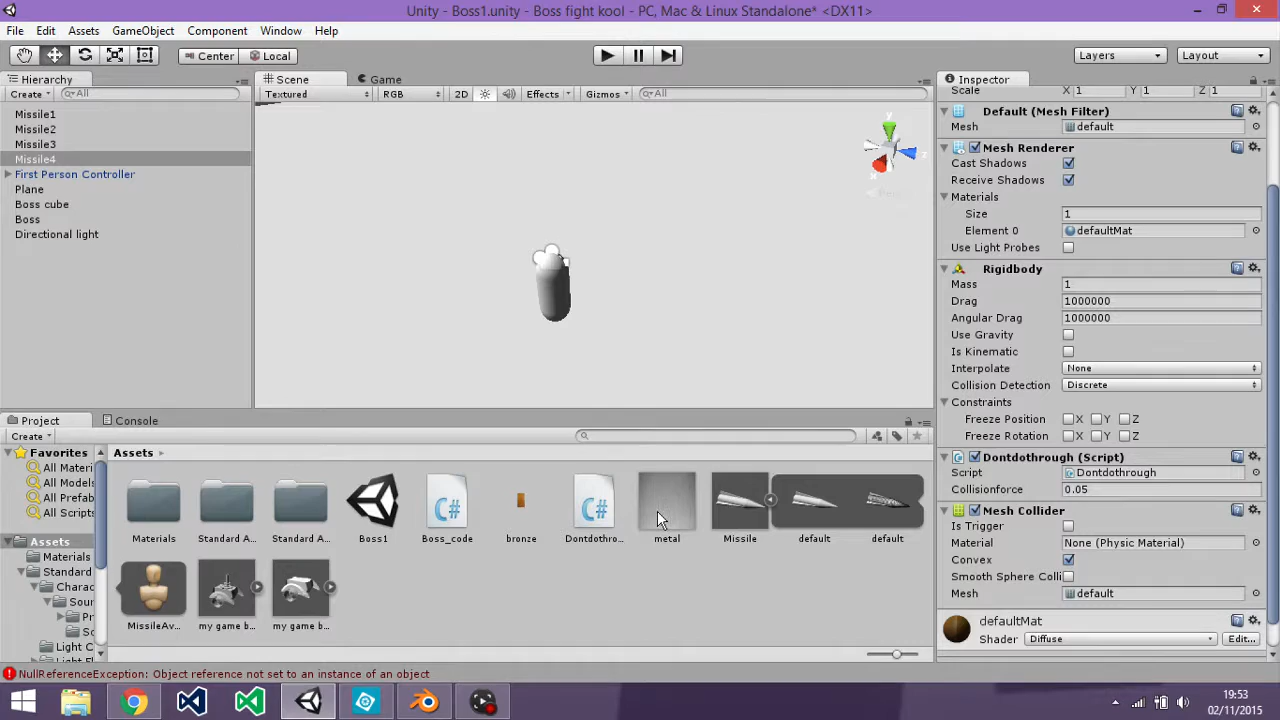 Unity - Boss1.unity - Boss fight kool - PC, Mac & Linux Standalone* <DX11>
File Edit Assets GameObject Component Window Help
Center Local Layers Layout
Hierarchy Scene Game Inspector
Create All Textured RGB 2D Effects Gizmos All
Scale X 1 Y 1 Z 1
Missile1
Missile2
Missile3
Missile4
First Person Controller
Plane
Boss cube
Boss
Directional light
y
z
x
Default (Mesh Filter)
Mesh default
Mesh Renderer
Cast Shadows
Receive Shadows
Materials
Size 1
Element 0 defaultMat
Use Light Probes
Rigidbody
Mass 1
Drag 1000000
Angular Drag 1000000
Use Gravity
Is Kinematic
Interpolate None
Collision Detection Discrete
Constraints
Freeze Position X Y Z
Freeze Rotation X Y Z
Dontdothrough (Script)
Script Dontdothrough
Collisionforce 0.05
Mesh Collider
Is Trigger
Material None (Physic Material)
Convex
Smooth Sphere Colli
Mesh default
defaultMat
Shader Diffuse Edit...
Project Console
Create
Favorites
All Materi
All Models
All Prefab
All Scripts
Assets
Materials
Standard
Charac
Sou
Pr
Sc
Light C
Assets
C# C#
Materials Standard A... Standard A... Boss1 Boss_code bronze Dontdothro... metal Missile default default
MissileAv... my game b... my game b...
NullReferenceException: Object reference not set to an instance of an object
19:53
02/11/2015